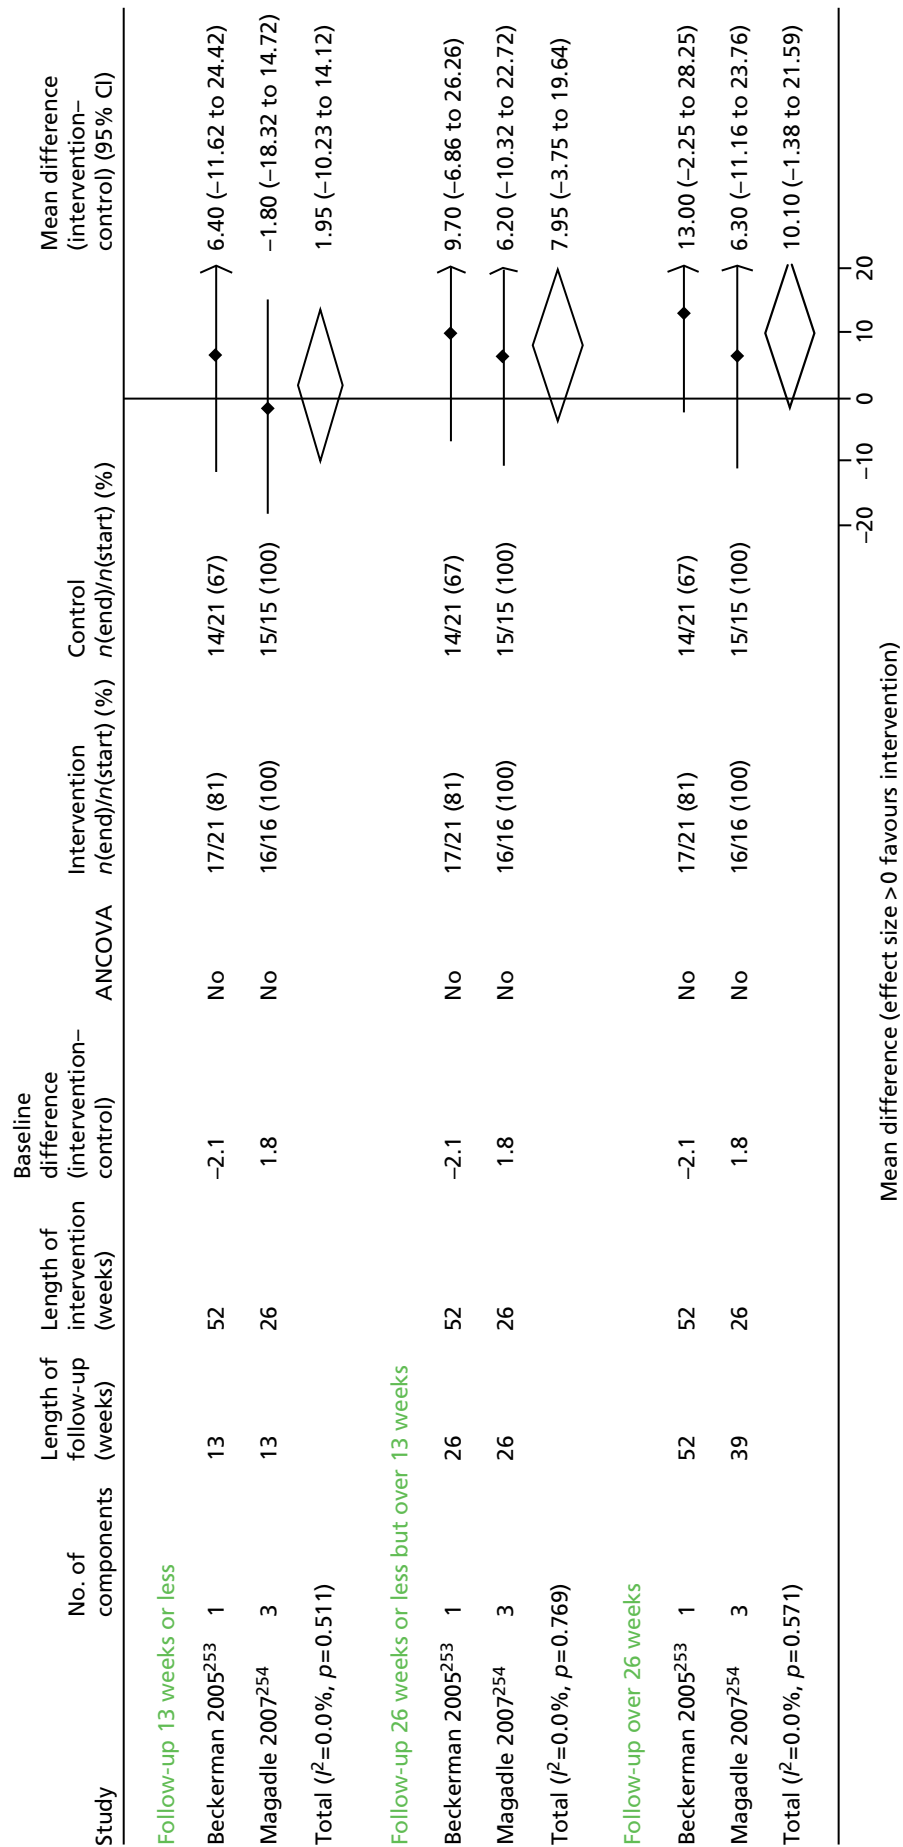 Study
No. of
components
Length of
follow-up
(weeks)
Length of
intervention
(weeks)
Baseline
difference
(intervention–
control)
ANCOVA
Intervention
n(end)/n(start) (%)
Control
n(end)/n(start) (%)
Mean difference
(intervention–
control) (95% CI)
Follow-up 13 weeks or less
Beckerman 2005²⁵³ 1 13 52 –2.1 No 17/21 (81) 14/21 (67) 6.40 (–11.62 to 24.42)
Magadle 2007²⁵⁴ 3 13 26 1.8 No 16/16 (100) 15/15 (100) –1.80 (–18.32 to 14.72)
Total (I²=0.0%, p=0.511) 1.95 (–10.23 to 14.12)
Follow-up 26 weeks or less but over 13 weeks
Beckerman 2005²⁵³ 1 26 52 –2.1 No 17/21 (81) 14/21 (67) 9.70 (–6.86 to 26.26)
Magadle 2007²⁵⁴ 3 26 26 1.8 No 16/16 (100) 15/15 (100) 6.20 (–10.32 to 22.72)
Total (I²=0.0%, p=0.769) 7.95 (–3.75 to 19.64)
Follow-up over 26 weeks
Beckerman 2005²⁵³ 1 52 52 –2.1 No 17/21 (81) 14/21 (67) 13.00 (–2.25 to 28.25)
Magadle 2007²⁵⁴ 3 39 26 1.8 No 16/16 (100) 15/15 (100) 6.30 (–11.16 to 23.76)
Total (I²=0.0%, p=0.571) 10.10 (–1.38 to 21.59)
–20 –10 0 10 20
Mean difference (effect size >0 favours intervention)